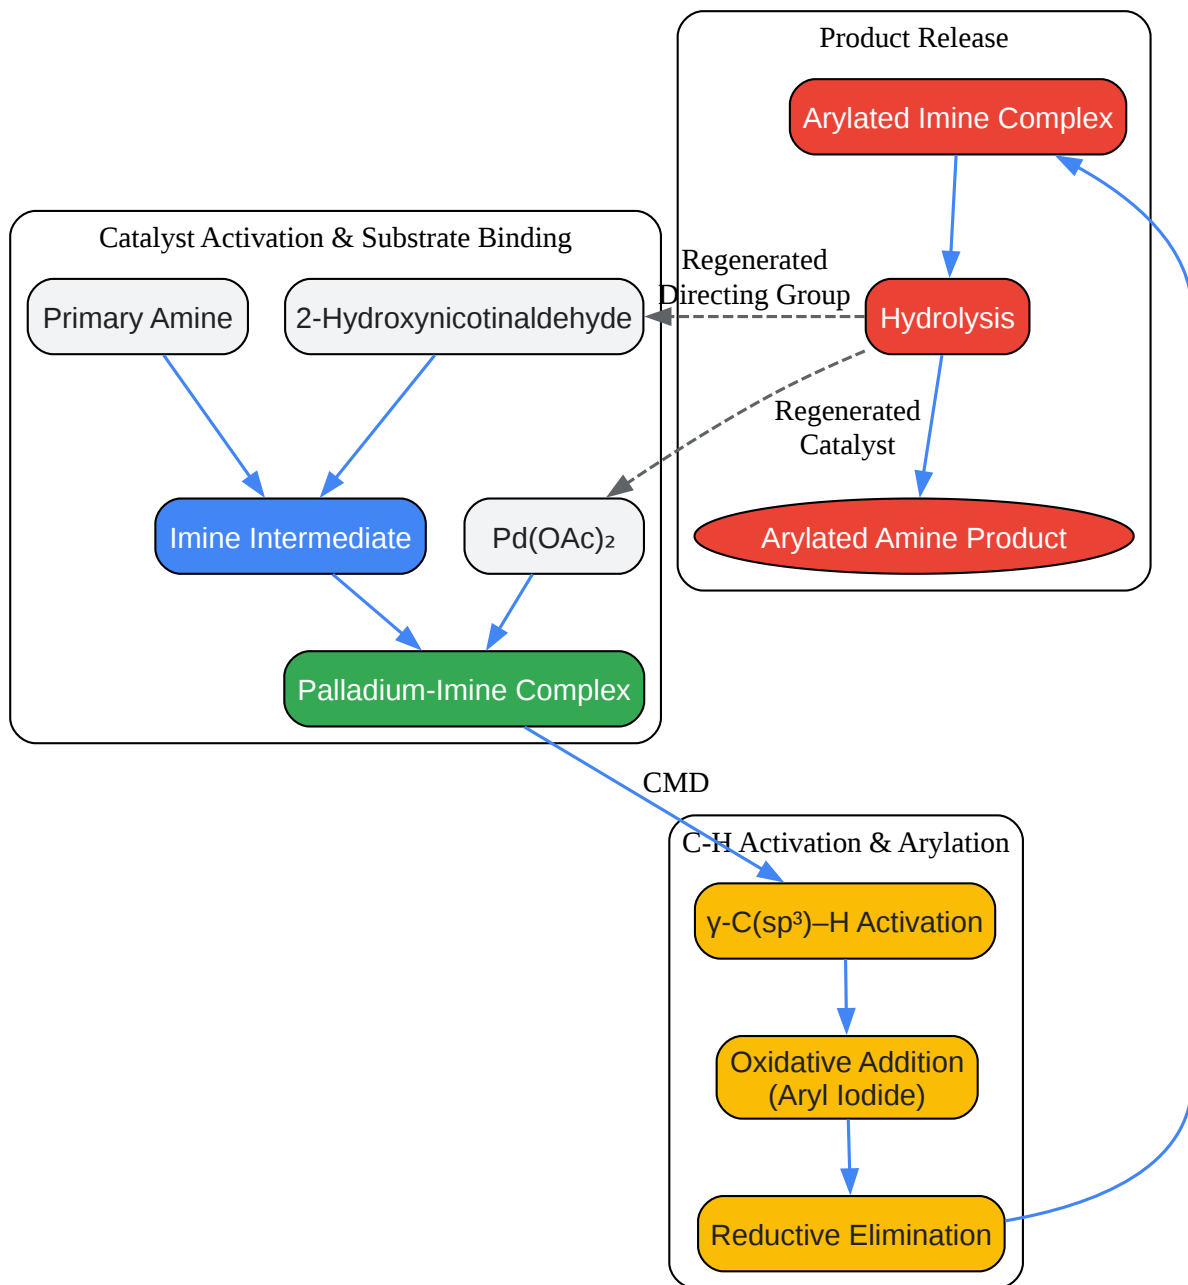 Product Release
Arylated Imine Complex
Catalyst Activation & Substrate Binding
Regenerated
Directing Group
Primary Amine
2-Hydroxynicotinaldehyde
Hydrolysis
Regenerated
Catalyst
Imine Intermediate
Pd(OAc)₂
Arylated Amine Product
Palladium-Imine Complex
CMD
C-H Activation & Arylation
γ-C(sp³)–H Activation
Oxidative Addition
(Aryl Iodide)
Reductive Elimination